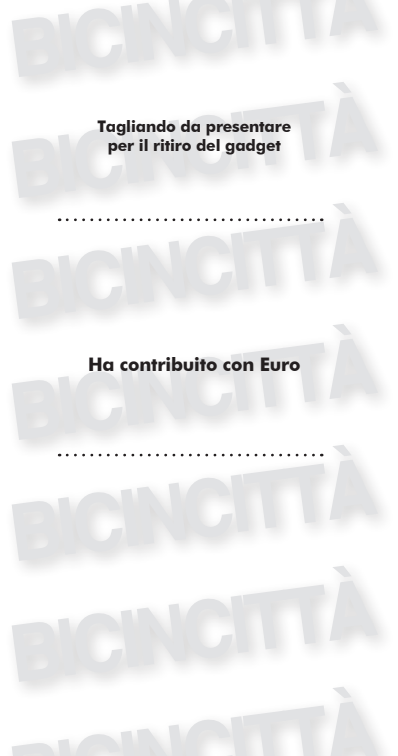 BICINCITTÀ
Tagliando da presentare
per il ritiro del gadget
BICINCITTÀ
.................................
BICINCITTÀ
Ha contribuito con Euro
BICINCITTÀ
.................................
BICINCITTÀ
BICINCITTÀ
BICINCITTÀ